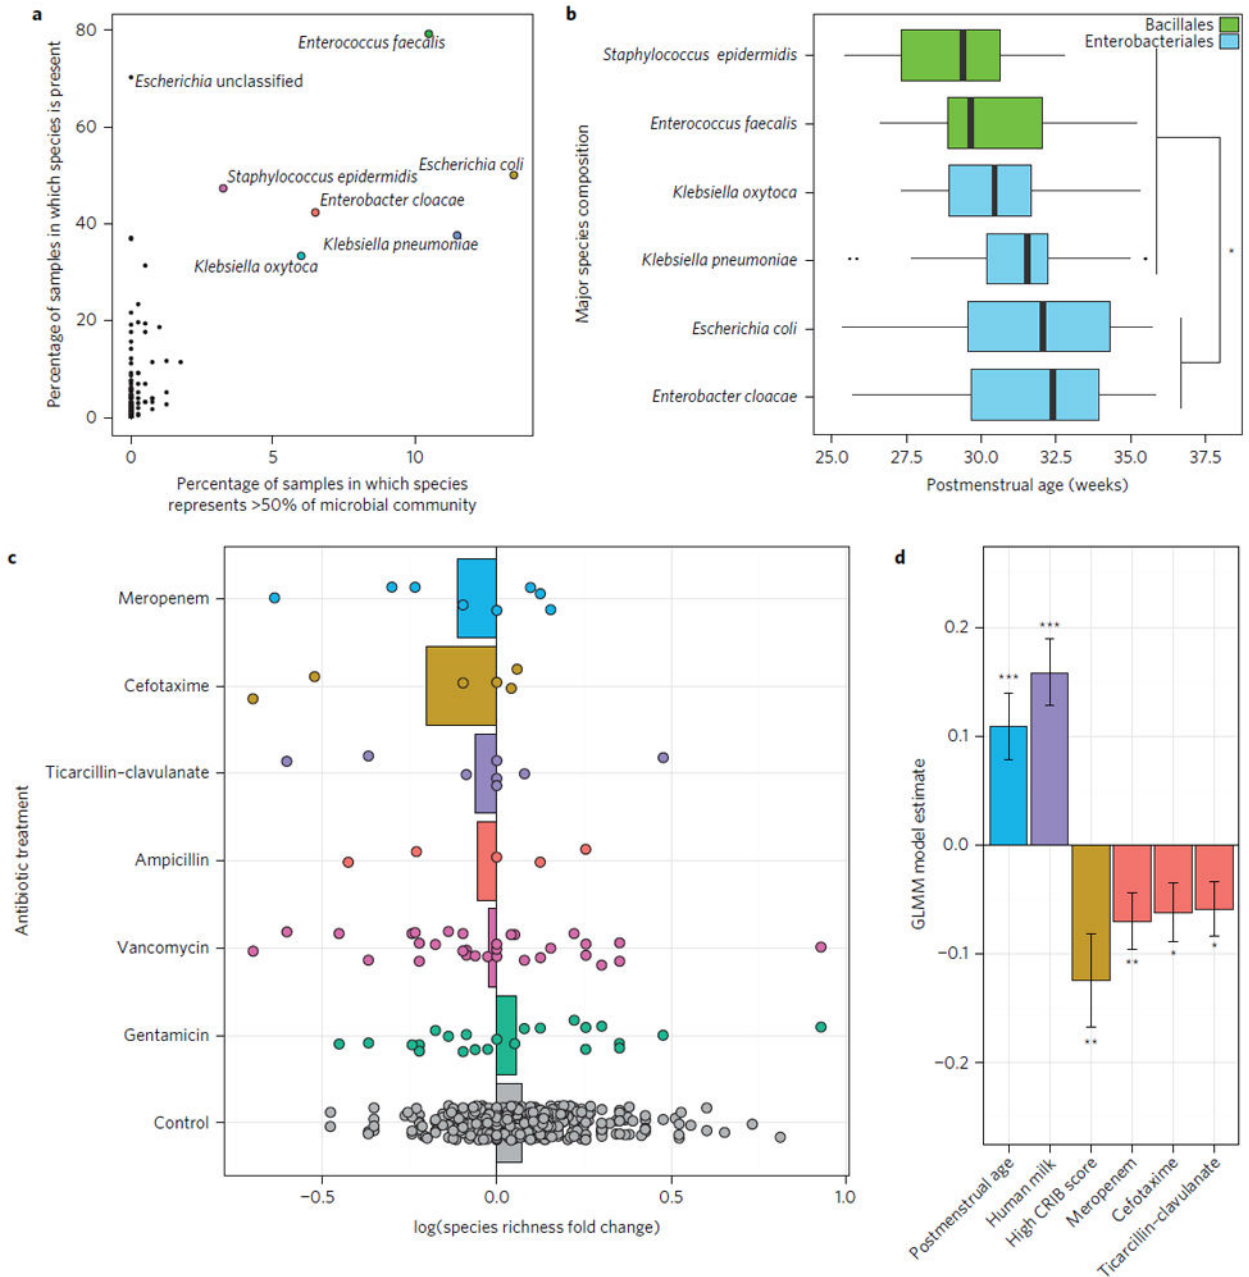 a
Percentage of samples in which species is present
80
60
40
20
0
Enterococcus faecalis
Escherichia unclassified
Escherichia coli
Staphylococcus epidermidis
Enterobacter cloacae
Klebsiella pneumoniae
Klebsiella oxytoca
0 5 10
Percentage of samples in which species
represents >50% of microbial community
b
Bacillales
Enterobacteriales
Major species composition
Staphylococcus epidermidis
Enterococcus faecalis
Klebsiella oxytoca
Klebsiella pneumoniae
Escherichia coli
Enterobacter cloacae
*
25.0 27.5 30.0 32.5 35.0 37.5
Postmenstrual age (weeks)
c
Antibiotic treatment
Meropenem
Cefotaxime
Ticarcillin–clavulanate
Ampicillin
Vancomycin
Gentamicin
Control
−0.5 0.0 0.5 1.0
log(species richness fold change)
d
GLMM model estimate
0.2
0.1
0.0
−0.1
−0.2
***
***
**
**
*
*
Postmenstrual age
Human milk
High CRIB score
Meropenem
Cefotaxime
Ticarcillin–clavulanate